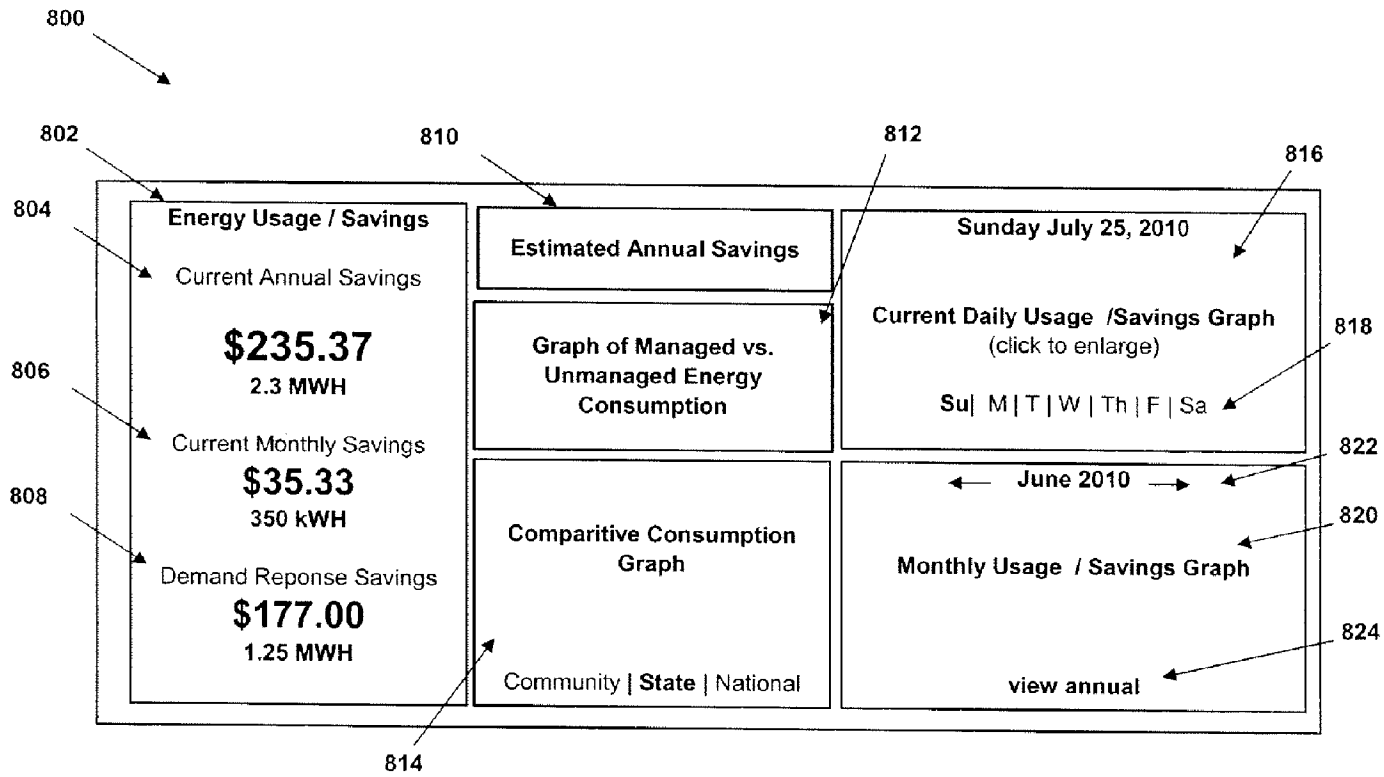 800
802
810
812
816
804
Energy Usage / Savings
Current Annual Savings
$235.37
2.3 MWH
806
Current Monthly Savings
$35.33
350 kWH
808
Demand Reponse Savings
$177.00
1.25 MWH
Estimated Annual Savings
Graph of Managed vs.
Unmanaged Energy
Consumption
Comparitive Consumption
Graph
Community | State | National
814
Sunday July 25, 2010
Current Daily Usage /Savings Graph
(click to enlarge)
818
Su| M | T | W | Th | F | Sa
822
← June 2010 →
820
Monthly Usage / Savings Graph
824
view annual